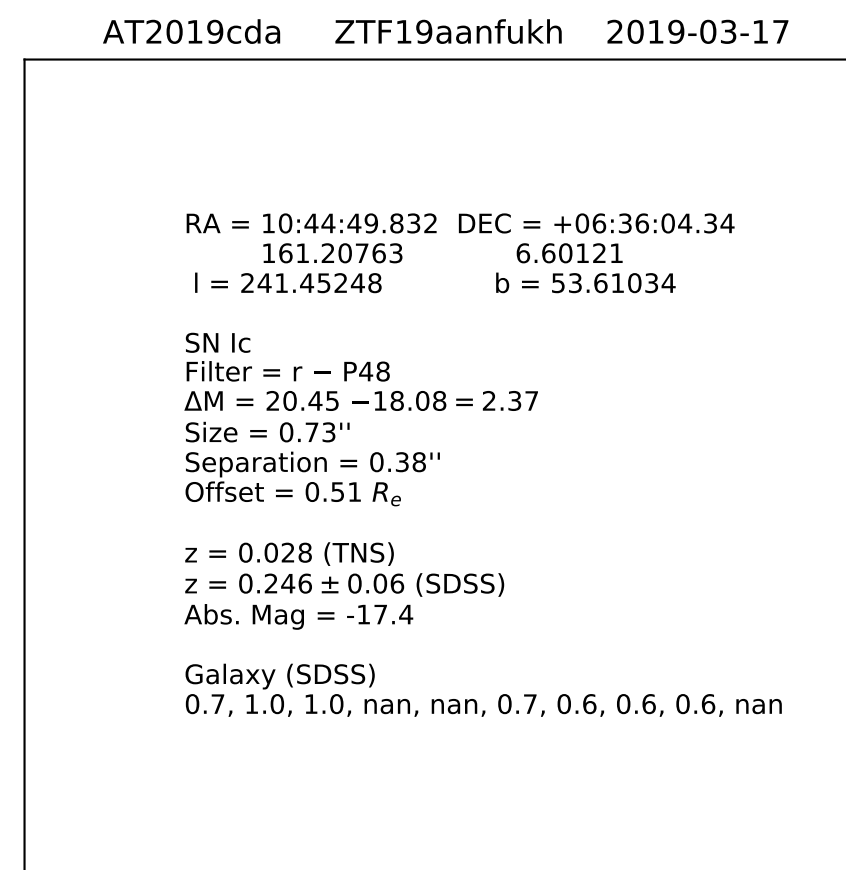 AT2019cda ZTF19aanfukh 2019-03-17
RA = 10:44:49.832 DEC = +06:36:04.34
161.20763 6.60121
l = 241.45248 b = 53.61034
SN Ic
Filter = r − P48
ΔM = 20.45 −18.08 = 2.37
Size = 0.73''
Separation = 0.38''
Offset = 0.51 Re
z = 0.028 (TNS)
z = 0.246 ± 0.06 (SDSS)
Abs. Mag = -17.4
Galaxy (SDSS)
0.7, 1.0, 1.0, nan, nan, 0.7, 0.6, 0.6, 0.6, nan